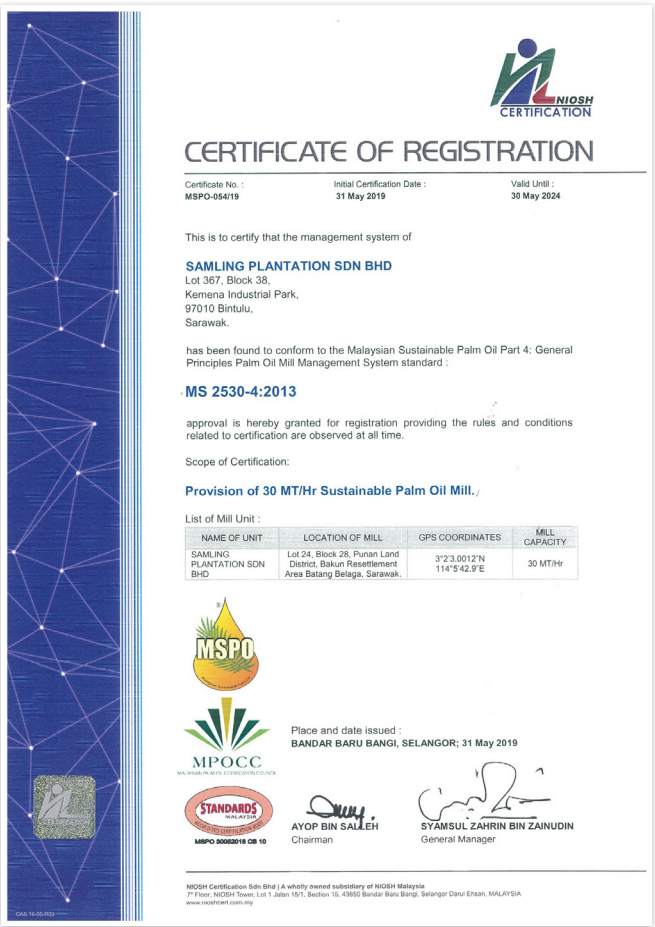 NIOSH
CERTIFICATION
CERTIFICATE OF REGISTRATION
Certificate No. :
MSPO-054/19
Initial Certification Date :
31 May 2019
Valid Until :
30 May 2024
This is to certify that the management system of
SAMLING PLANTATION SDN BHD
Lot 367, Block 38,
Kemena Industrial Park,
97010 Bintulu,
Sarawak.
has been found to conform to the Malaysian Sustainable Palm Oil Part 4: General
Principles Palm Oil Mill Management System standard :
MS 2530-4:2013
approval is hereby granted for registration providing the rules and conditions
related to certification are observed at all time.
Scope of Certification:
Provision of 30 MT/Hr Sustainable Palm Oil Mill.
List of Mill Unit :
NAME OF UNIT
LOCATION OF MILL
GPS COORDINATES
MILL
CAPACITY
SAMLING
PLANTATION SDN
BHD
Lot 24, Block 28, Punan Land
District, Bakun Resettlement
Area Batang Belaga, Sarawak.
3°2'3.0012"N
114°5'42.9"E
30 MT/Hr
®
MSPO
MPOCC
MALAYSIAN PALM OIL CERTIFICATION COUNCIL
Place and date issued :
BANDAR BARU BANGI, SELANGOR; 31 May 2019
STANDARDS
MALAYSIA
MSPO 30052018 CB 10
AYOP BIN SALLEH
Chairman
SYAMSUL ZAHRIN BIN ZAINUDIN
General Manager
NIOSH Certification Sdn Bhd | A wholly owned subsidiary of NIOSH Malaysia
7th Floor, NIOSH Tower, Lot 1 Jalan 15/1, Section 15, 43650 Bandar Baru Bangi, Selangor Darul Ehsan, MALAYSIA
www.nioshcert.com.my